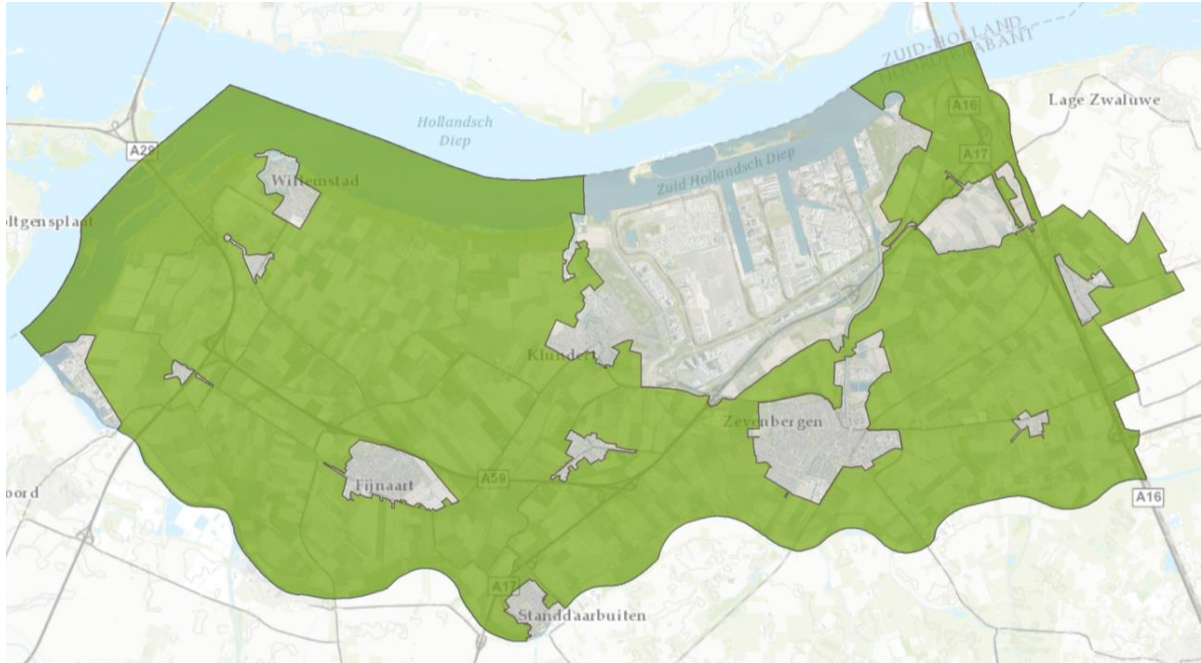 ZUID-HOLLAND
NOORD-BRABANT
A16
Lage Zwaluwe
Hollandsch
Diep
A29
A17
Zuid Hollandsch Diep
Willemstad
oltgensplaat
Klundert
Zevenbergen
A59
Fijnaart
oord
A16
A17
Standdaarbuiten